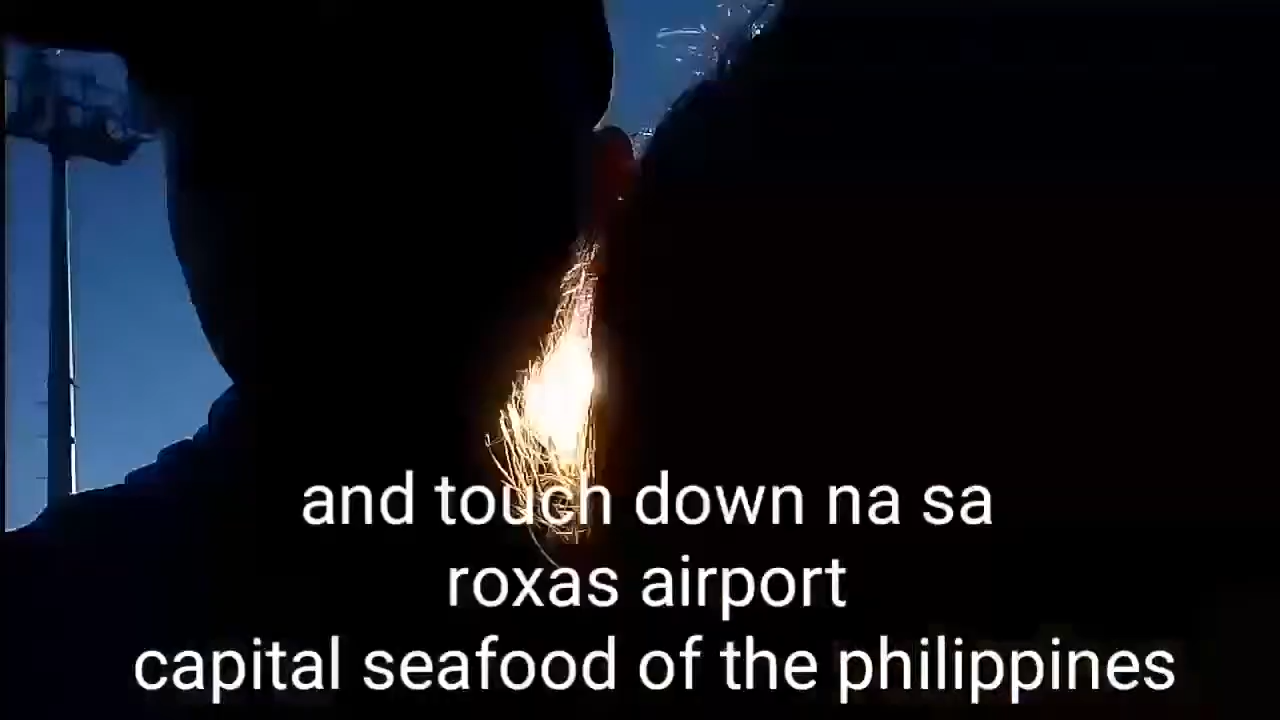 and touch down na sa
roxas airport
capital seafood of the philippines